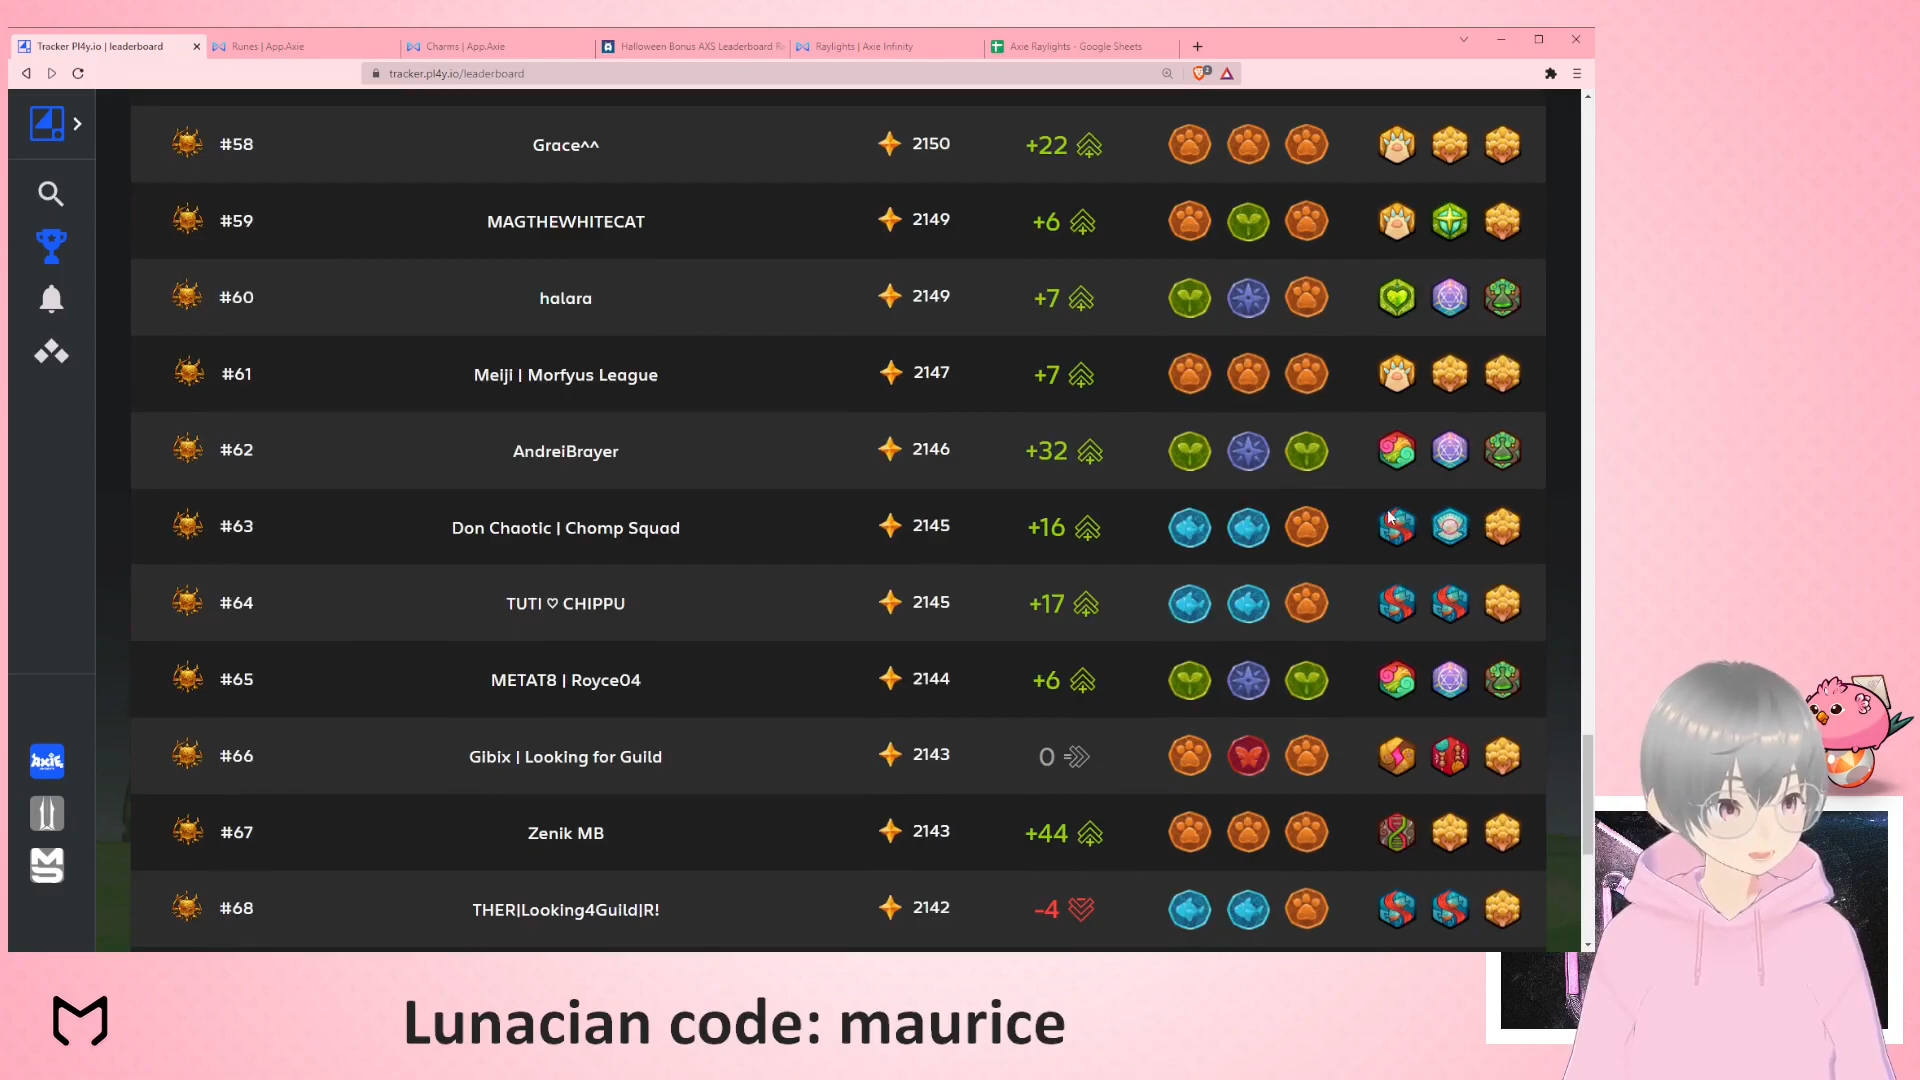 Tracker Pl4y.io | leaderboard
Runes | App.Axie
Charms | App.Axie
Halloween Bonus AXS Leaderboard Re
Raylights | Axie Infinity
Axie Raylights - Google Sheets
tracker.pl4y.io/leaderboard
2
#58 Grace^^ 2150 +22
#59 MAGTHEWHITECAT 2149 +6
#60 halara 2149 +7
#61 Meiji | Morfyus League 2147 +7
#62 AndreiBrayer 2146 +32
#63 Don Chaotic | Chomp Squad 2145 +16
#64 TUTI ♡ CHIPPU 2145 +17
#65 METAT8 | Royce04 2144 +6
#66 Gibix | Looking for Guild 2143 0
#67 Zenik MB 2143 +44
#68 THER|Looking4Guild|R! 2142 -4
AXIE
Lunacian code: maurice